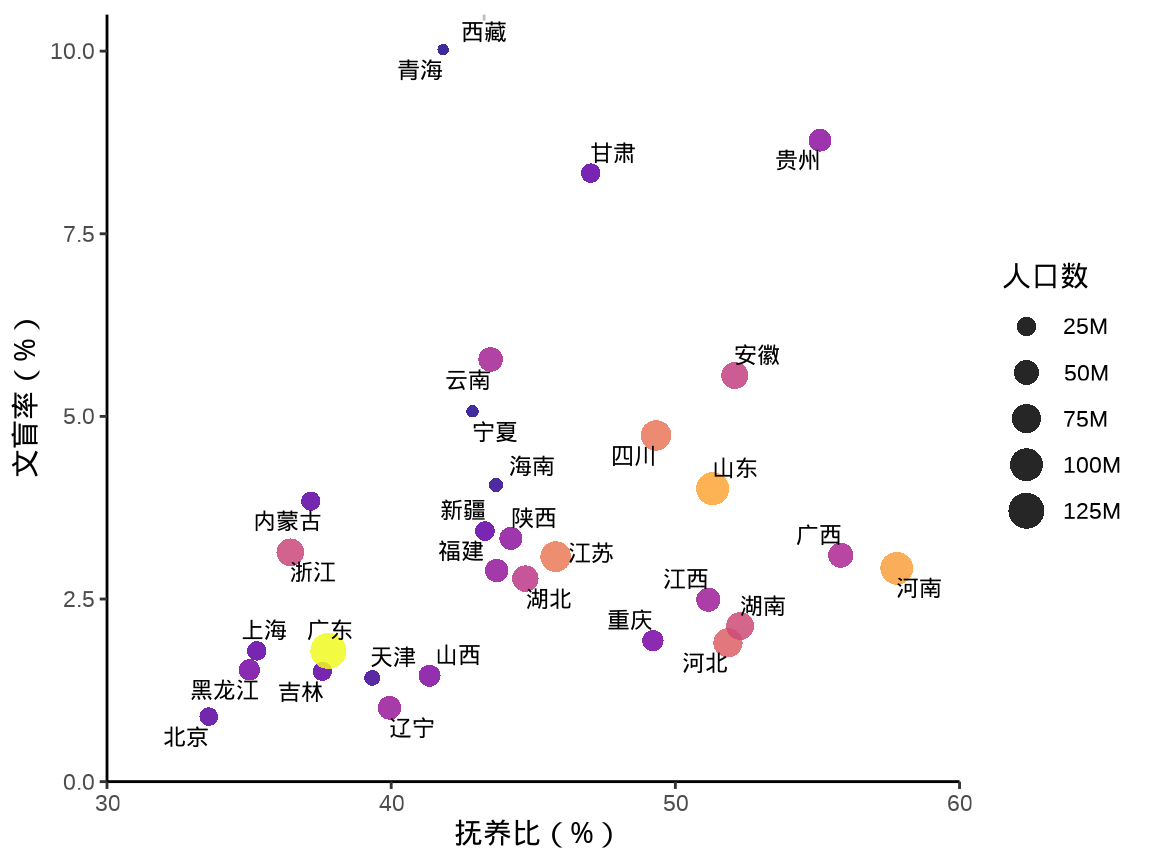 西藏
10.0
青海
甘肃
贵州
7.5
人口数
25M
50M
75M
100M
125M
安徽
云南
5.0
宁夏
四川
山东
海南
新疆
陕西
内蒙古
福建
江苏
广西
浙江
湖北
河南
2.5
江西
湖南
重庆
河北
上海
广东
天津
山西
黑龙江
吉林
辽宁
北京
0.0
30
40
50
60
抚养比（%）
文盲率（%）